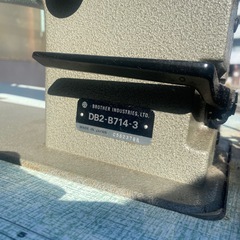 BROTHER INDUSTRIES, LTD.
DB2-B714-3
MADE IN JAPAN